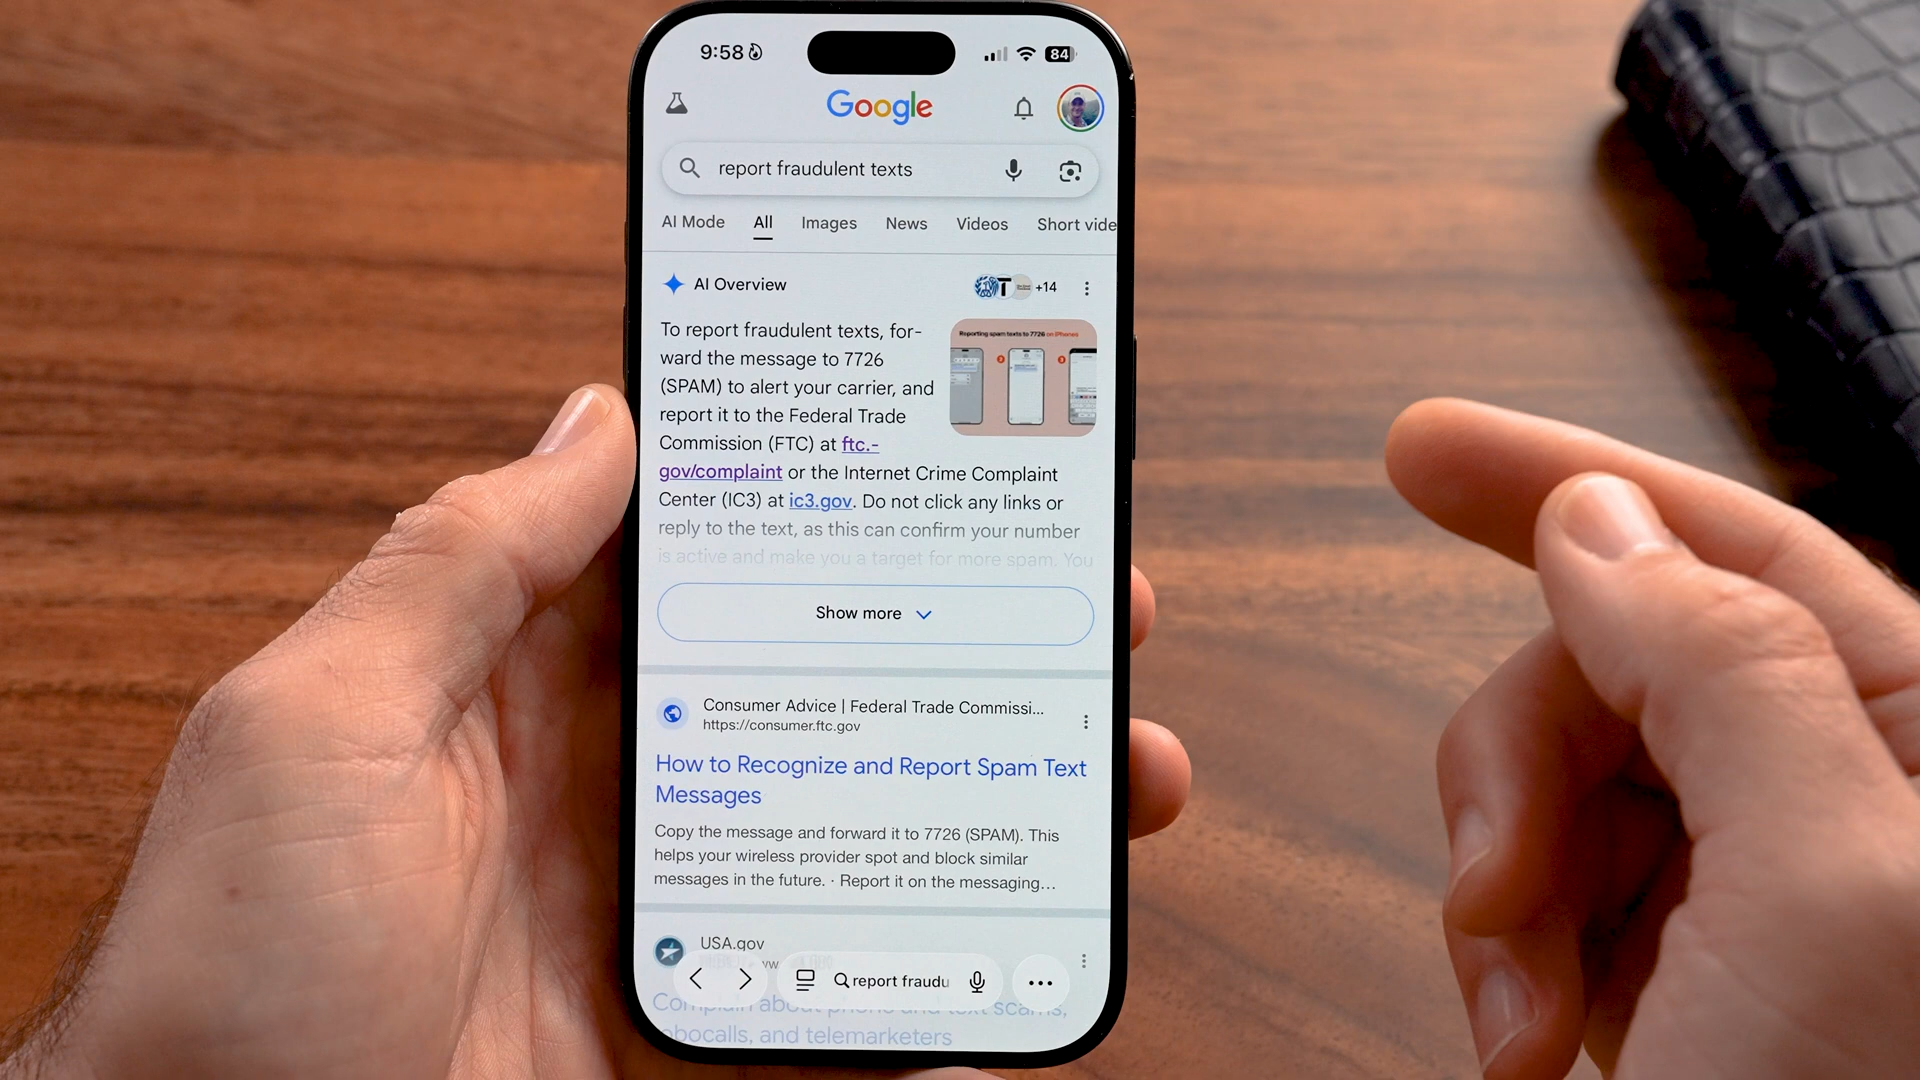 9:58
84
Google
report fraudulent texts
AI Mode All Images News Videos Short vide
AI Overview
+14
To report fraudulent texts, for-
ward the message to 7726
(SPAM) to alert your carrier, and
report it to the Federal Trade
Commission (FTC) at ftc.-
gov/complaint or the Internet Crime Complaint
Center (IC3) at ic3.gov. Do not click any links or
reply to the text, as this can confirm your number
is active and make you a target for more spam. You
Reporting spam texts to 7726 on iPhones
Show more
Consumer Advice | Federal Trade Commissi...
https://consumer.ftc.gov
How to Recognize and Report Spam Text
Messages
Copy the message and forward it to 7726 (SPAM). This
helps your wireless provider spot and block similar
messages in the future. · Report it on the messaging...
USA.gov
report fraudu
Complain about phone and text scams,
obocalls, and telemarketers